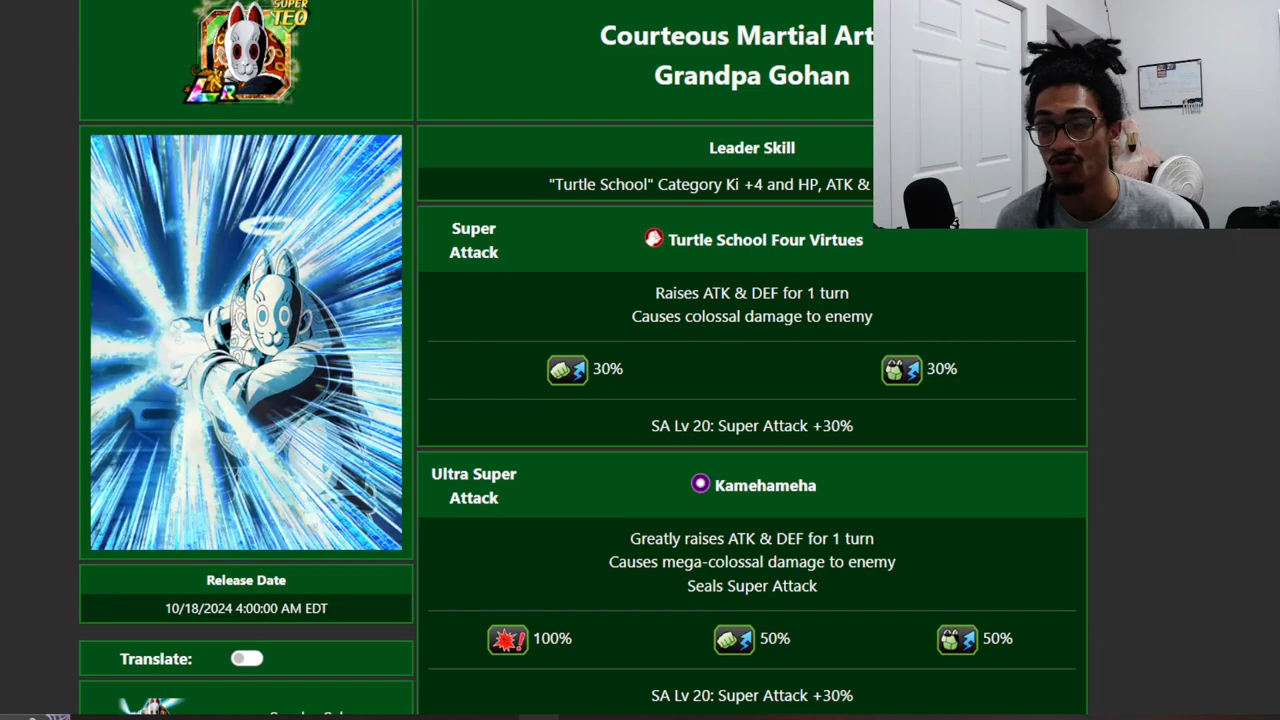 SUPER
TEQ
LR
Courteous Martial Art
Grandpa Gohan
Leader Skill
"Turtle School" Category Ki +4 and HP, ATK &
Super
Attack
Turtle School Four Virtues
Raises ATK & DEF for 1 turn
Causes colossal damage to enemy
30%
30%
SA Lv 20: Super Attack +30%
Ultra Super
Attack
Kamehameha
Greatly raises ATK & DEF for 1 turn
Causes mega-colossal damage to enemy
Seals Super Attack
100%
50%
50%
SA Lv 20: Super Attack +30%
Release Date
10/18/2024 4:00:00 AM EDT
Translate: